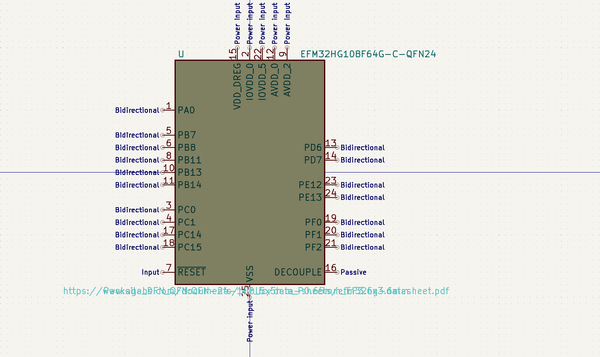 Power Input Power Input Power Input Power Input Power Input
15 2 22 12 9
U EFM32HG108F64G-C-QFN24
VDD_DREG IOVDD_0 IOVDD_5 AVDD_0 AVDD_2
Bidirectional 1 PA0
Bidirectional 5 PB7
Bidirectional 6 PB8 PD6 13 Bidirectional
Bidirectional 8 PB11 PD7 14 Bidirectional
Bidirectional 10 PB13
Bidirectional 11 PB14 PE12 23 Bidirectional
PE13 24 Bidirectional
Bidirectional 3 PC0
Bidirectional 4 PC1 PF0 19 Bidirectional
Bidirectional 17 PC14 PF1 20 Bidirectional
Bidirectional 18 PC15 PF2 21 Bidirectional
Input 7 RESET DECOUPLE 16 Passive
VSS
25
Power Input